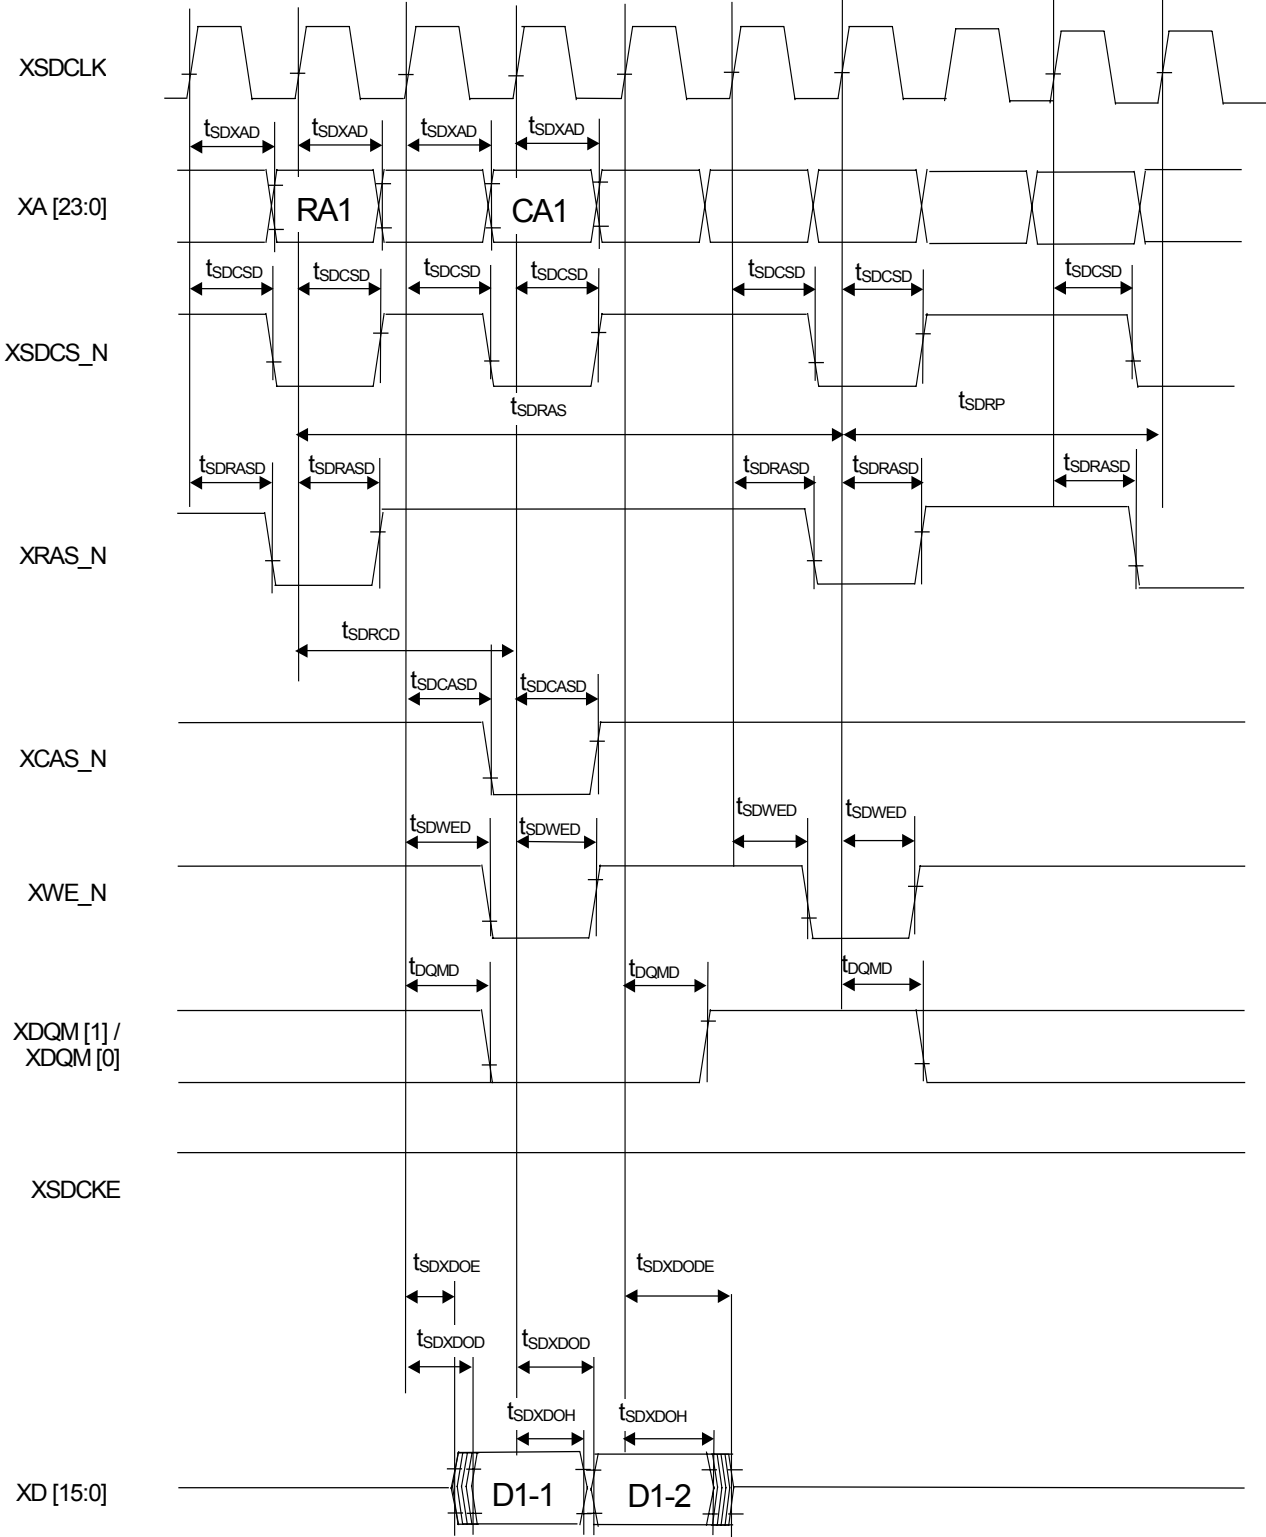 XSDCLK
tSDXAD tSDXAD tSDXAD tSDXAD
XA [23:0] RA1 CA1
tSDCSD tSDCSD tSDCSD tSDCSD tSDCSD tSDCSD tSDCSD
XSDCS_N
tSDRAS tSDRP
tSDRASD tSDRASD tSDRASD tSDRASD tSDRASD
XRAS_N
tSDRCD
tSDCASD tSDCASD
XCAS_N
tSDWED tSDWED tSDWED tSDWED
XWE_N
tDQMD tDQMD tDQMD
XDQM [1] /
XDQM [0]
XSDCKE
tSDXDOE tSDXDODE
tSDXDOD tSDXDOD
tSDXDOH tSDXDOH
XD [15:0] D1-1 D1-2